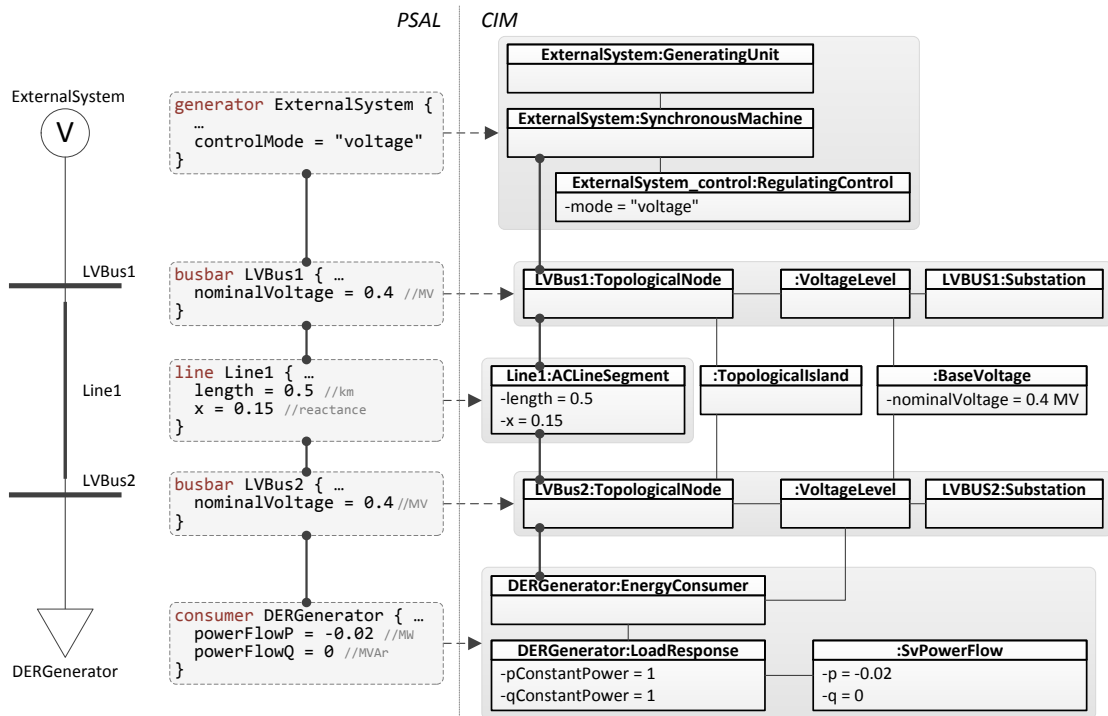 PSAL
CIM
ExternalSystem
V
LVBus1
Line1
LVBus2
DERGenerator
generator ExternalSystem {
…
controlMode = "voltage"
}
busbar LVBus1 { …
nominalVoltage = 0.4 //MV
}
line Line1 { …
length = 0.5 //km
x = 0.15 //reactance
}
busbar LVBus2 { …
nominalVoltage = 0.4 //MV
}
consumer DERGenerator { …
powerFlowP = -0.02 //MW
powerFlowQ = 0 //MVAr
}
ExternalSystem:GeneratingUnit
ExternalSystem:SynchronousMachine
ExternalSystem_control:RegulatingControl
-mode = "voltage"
LVBus1:TopologicalNode
:VoltageLevel
LVBUS1:Substation
Line1:ACLineSegment
-length = 0.5
-x = 0.15
:TopologicalIsland
:BaseVoltage
-nominalVoltage = 0.4 MV
LVBus2:TopologicalNode
:VoltageLevel
LVBUS2:Substation
DERGenerator:EnergyConsumer
DERGenerator:LoadResponse
-pConstantPower = 1
-qConstantPower = 1
:SvPowerFlow
-p = -0.02
-q = 0